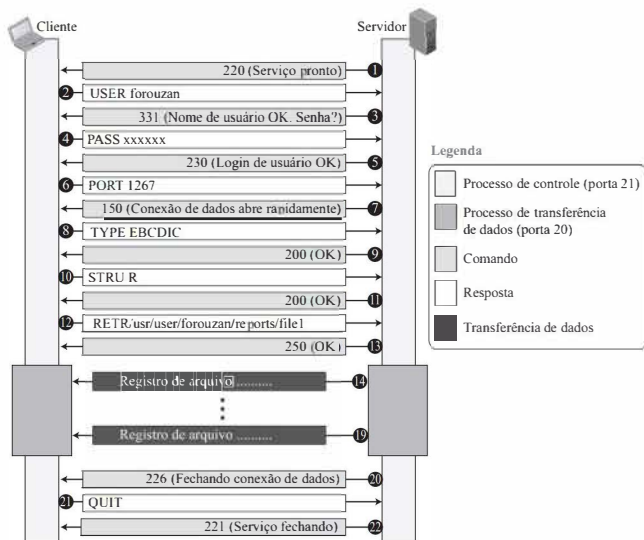 Cliente
Servidor
220 (Serviço pronto) 1
2 USER forouzan
331 (Nome de usuário OK. Senha?) 3
4 PASS xxxxxx
230 (Login de usuário OK) 5
6 PORT 1267
150 (Conexão de dados abre rapidamente) 7
8 TYPE EBCDIC
200 (OK) 9
10 STRU R
200 (OK) 11
12 RETR/usr/user/forouzan/reports/file1
250 (OK) 13
Registro de arquivo .......... 14
Registro de arquivo .......... 19
226 (Fechando conexão de dados) 20
21 QUIT
221 (Serviço fechando) 22
Legenda
Processo de controle (porta 21)
Processo de transferência
de dados (porta 20)
Comando
Resposta
Transferência de dados